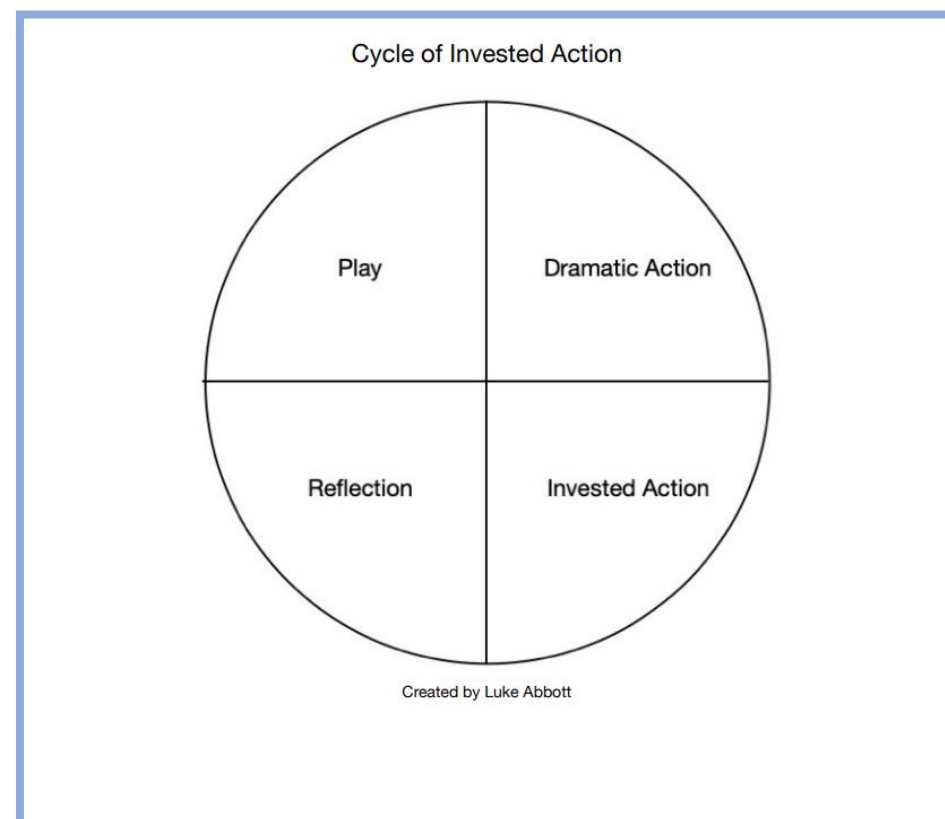 Cycle of Invested Action
Play
Dramatic Action
Reflection
Invested Action
Created by Luke Abbott